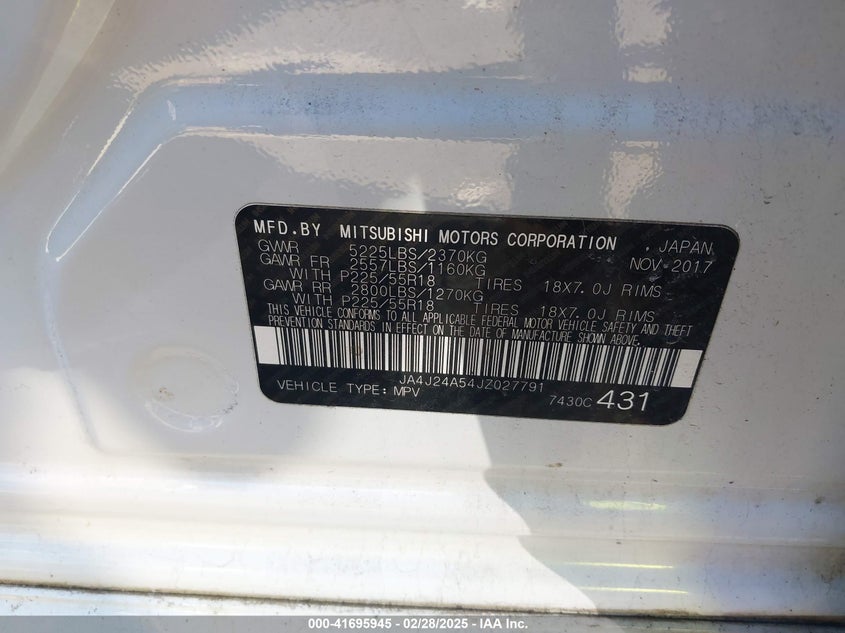 MFD.BY MITSUBISHI MOTORS CORPORATION , JAPAN
GVWR 5225LBS/2370KG NOV 2017
GAWR FR 2557LBS/1160KG
WITH P225/55R18 TIRES 18X7.0J RIMS
GAWR RR 2800LBS/1270KG
WITH P225/55R18 TIRES 18X7.0J RIMS
THIS VEHICLE CONFORMS TO ALL APPLICABLE FEDERAL MOTOR VEHICLE SAFETY AND THEFT
PREVENTION STANDARDS IN EFFECT ON THE DATE OF MANUFACTURE SHOWN ABOVE.
JA4J24A54JZ027791
VEHICLE TYPE: MPV 7430C 431
000-41695945 | 02/28/2025 | IAA Inc.